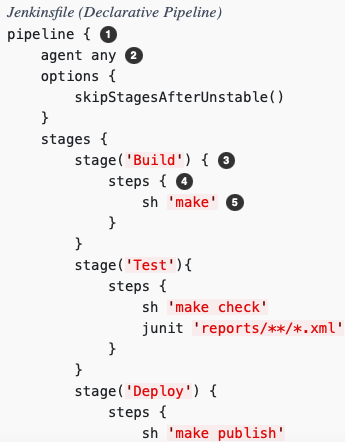 Jenkinsfile (Declarative Pipeline)
pipeline { 1
    agent any 2
    options {
        skipStagesAfterUnstable()
    }
    stages {
        stage('Build') { 3
            steps { 4
                sh 'make' 5
            }
        }
        stage('Test'){
            steps {
                sh 'make check'
                junit 'reports/**/*.xml'
            }
        }
        stage('Deploy') {
            steps {
                sh 'make publish'